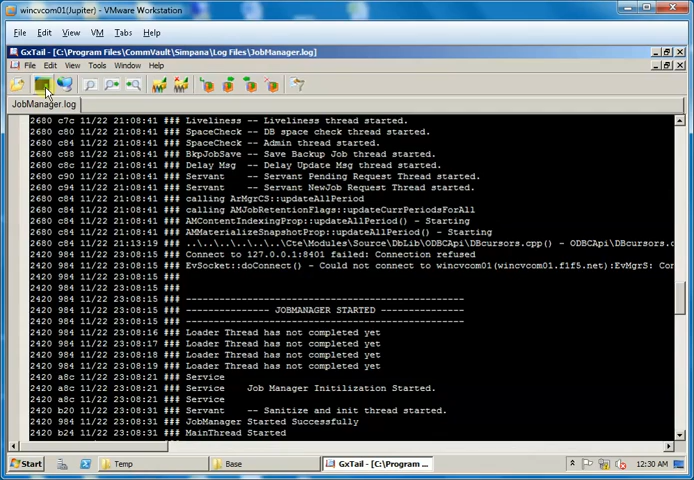 wincvcom01(Jupiter) - VMware Workstation
File Edit View VM Tabs Help
GxTail - [C:\Program Files\CommVault\Simpana\Log Files\JobManager.log]
File Edit View Tools Windows Help
JobManager.log
2680 c7c 11/22 21:08:41 ### Liveliness -- Liveliness thread started.
2680 c80 11/22 21:08:41 ### SpaceCheck -- DB space check thread started.
2680 c84 11/22 21:08:41 ### SpaceCheck -- Admin thread started.
2680 c88 11/22 21:08:41 ### BkpJobSave -- Save Backup Job thread started.
2680 c8c 11/22 21:08:41 ### Delay Msg -- Delay Update Msg thread started.
2680 c90 11/22 21:08:41 ### Servant -- Servant Pending Request Thread started.
2680 c94 11/22 21:08:41 ### Servant -- Servant NewJob Request Thread started.
2680 c84 11/22 21:08:41 ### calling ArMgrCS::updateAllPeriod
2680 c84 11/22 21:08:41 ### calling AMJobRetentionFlags::updateCurrPeriodsForAll
2680 c84 11/22 21:08:41 ### AMContentIndexingProp::updateAllPeriod() - Starting
2680 c84 11/22 21:08:41 ### AMMaterializeSnapshotProp::updateAllPeriod() - Starting
2680 c84 11/22 21:13:19 ### ..\..\..\..\..\Cte\Modules\Source\DbLib\ODBCApi\DBcursors.cpp() - ODBCApi\DBcursors.c
2420 984 11/22 23:08:15 ### Connect to 127.0.0.1:8401 failed: Connection refused
2420 984 11/22 23:08:15 ### EvSocket::doConnect() - Could not connect to wincvcom01(wincvcom01.f1f5.net):EvMgrS: Con
2420 984 11/22 23:08:15 ###
2420 984 11/22 23:08:15 ###
2420 984 11/22 23:08:15 ### ---------------------------------------------------
2420 984 11/22 23:08:15 ### --------------- JOBMANAGER STARTED ---------------
2420 984 11/22 23:08:15 ### ---------------------------------------------------
2420 984 11/22 23:08:16 ### Loader Thread has not completed yet
2420 984 11/22 23:08:17 ### Loader Thread has not completed yet
2420 984 11/22 23:08:18 ### Loader Thread has not completed yet
2420 984 11/22 23:08:19 ### Loader Thread has not completed yet
2420 a8c 11/22 23:08:21 ### Service
2420 a8c 11/22 23:08:21 ### Service Job Manager Initilization Started.
2420 a8c 11/22 23:08:21 ### Service
2420 b20 11/22 23:08:31 ### Servant -- Sanitize and init thread started.
2420 984 11/22 23:08:31 ### JobManager Started Successfully
2420 b24 11/22 23:08:31 ### MainThread Started
Start Temp Base GxTail - [C:\Program ... 12:30 AM